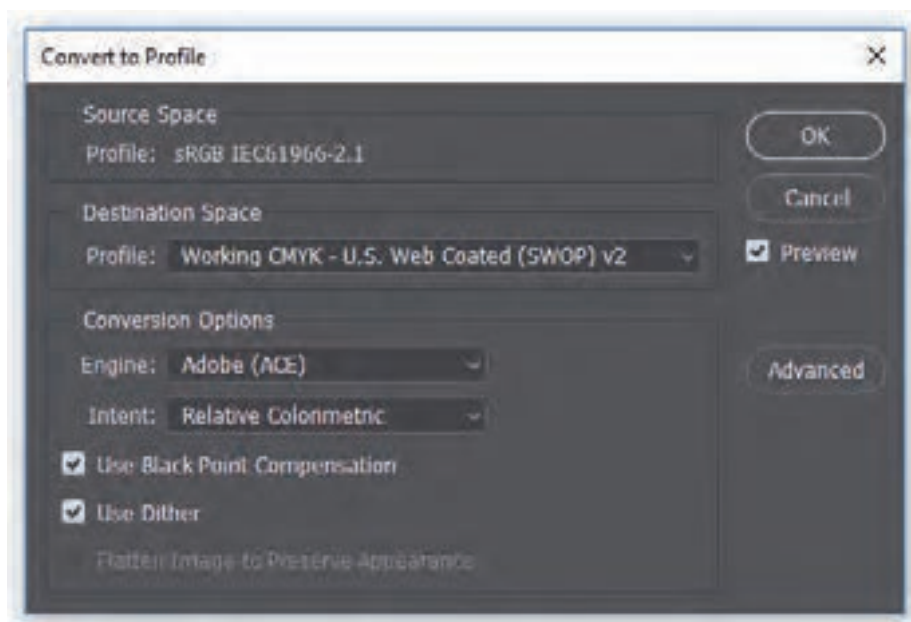 Convert to Profile
Source Space
Profile: sRGB IEC61966-2.1
OK
Cancel
Destination Space
Profile: Working CMYK - U.S. Web Coated (SWOP) v2
Preview
Conversion Options
Engine: Adobe (ACE)
Advanced
Intent: Relative Colorimetric
Use Black Point Compensation
Use Dither
Flatten Image to Preserve Appearance